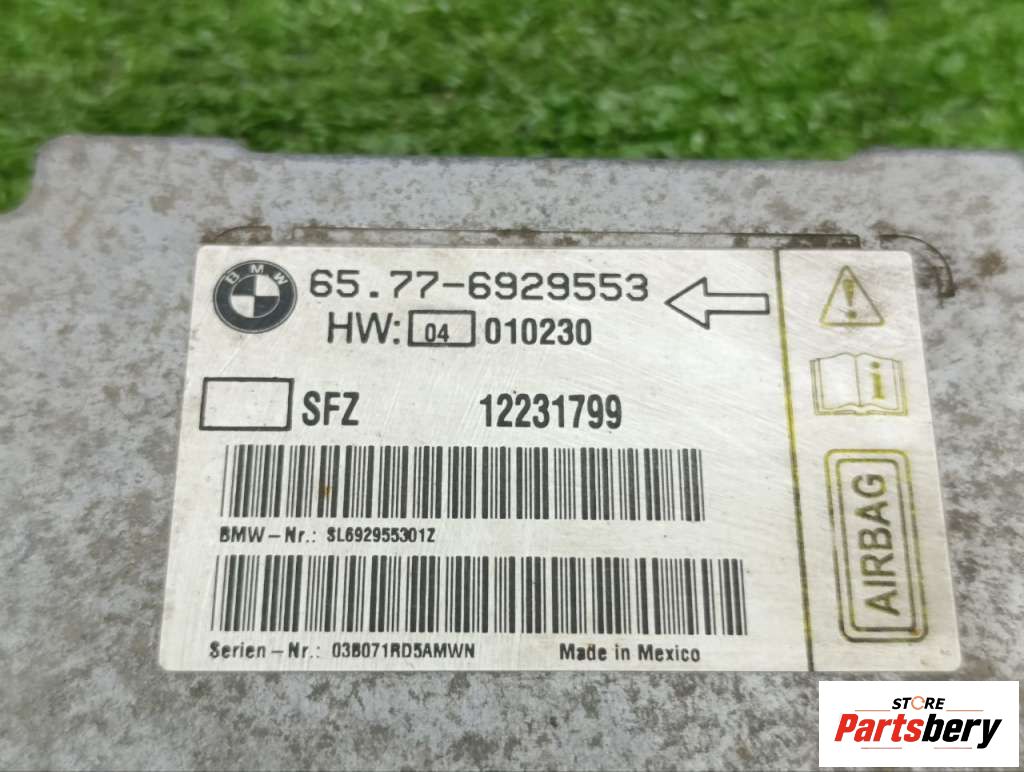 BMW
65.77-6929553
HW: 04 010230
SFZ 12231799
BMW-Nr.: SL692955301Z
Serien-Nr.: 03B071RD5AMWN Made in Mexico
i
AIRBAG
STORE
Partsbery